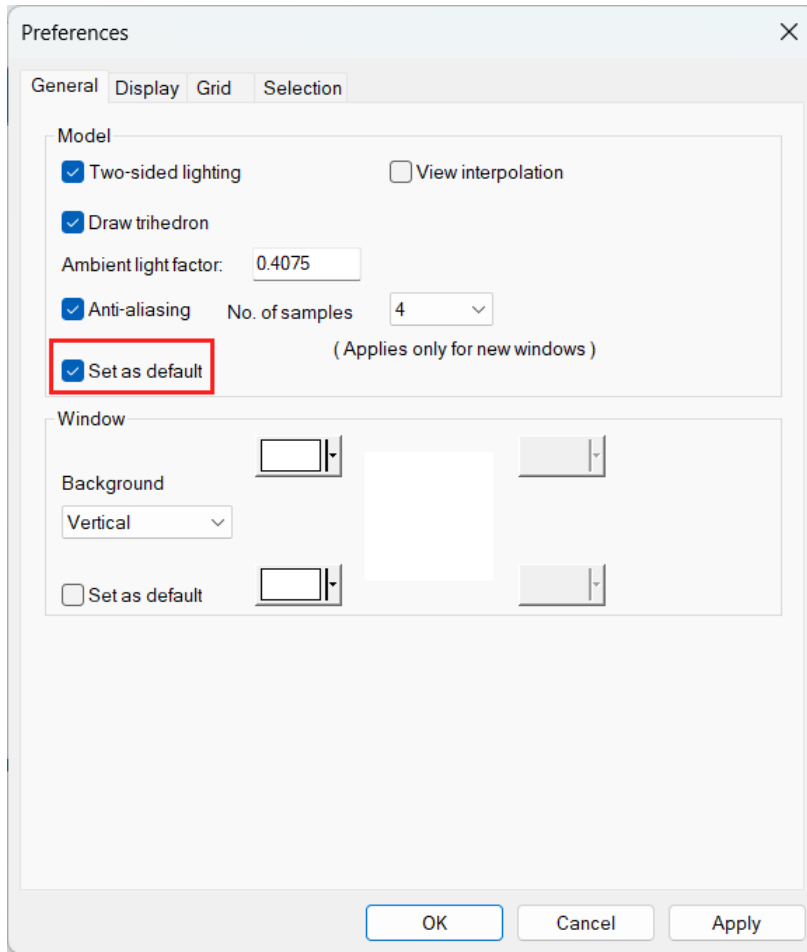 Preferences
General Display Grid Selection
Model
Two-sided lighting View interpolation
Draw trihedron
Ambient light factor: 0.4075
Anti-aliasing No. of samples 4
( Applies only for new windows )
Set as default
Window
Background
Vertical
Set as default
OK Cancel Apply